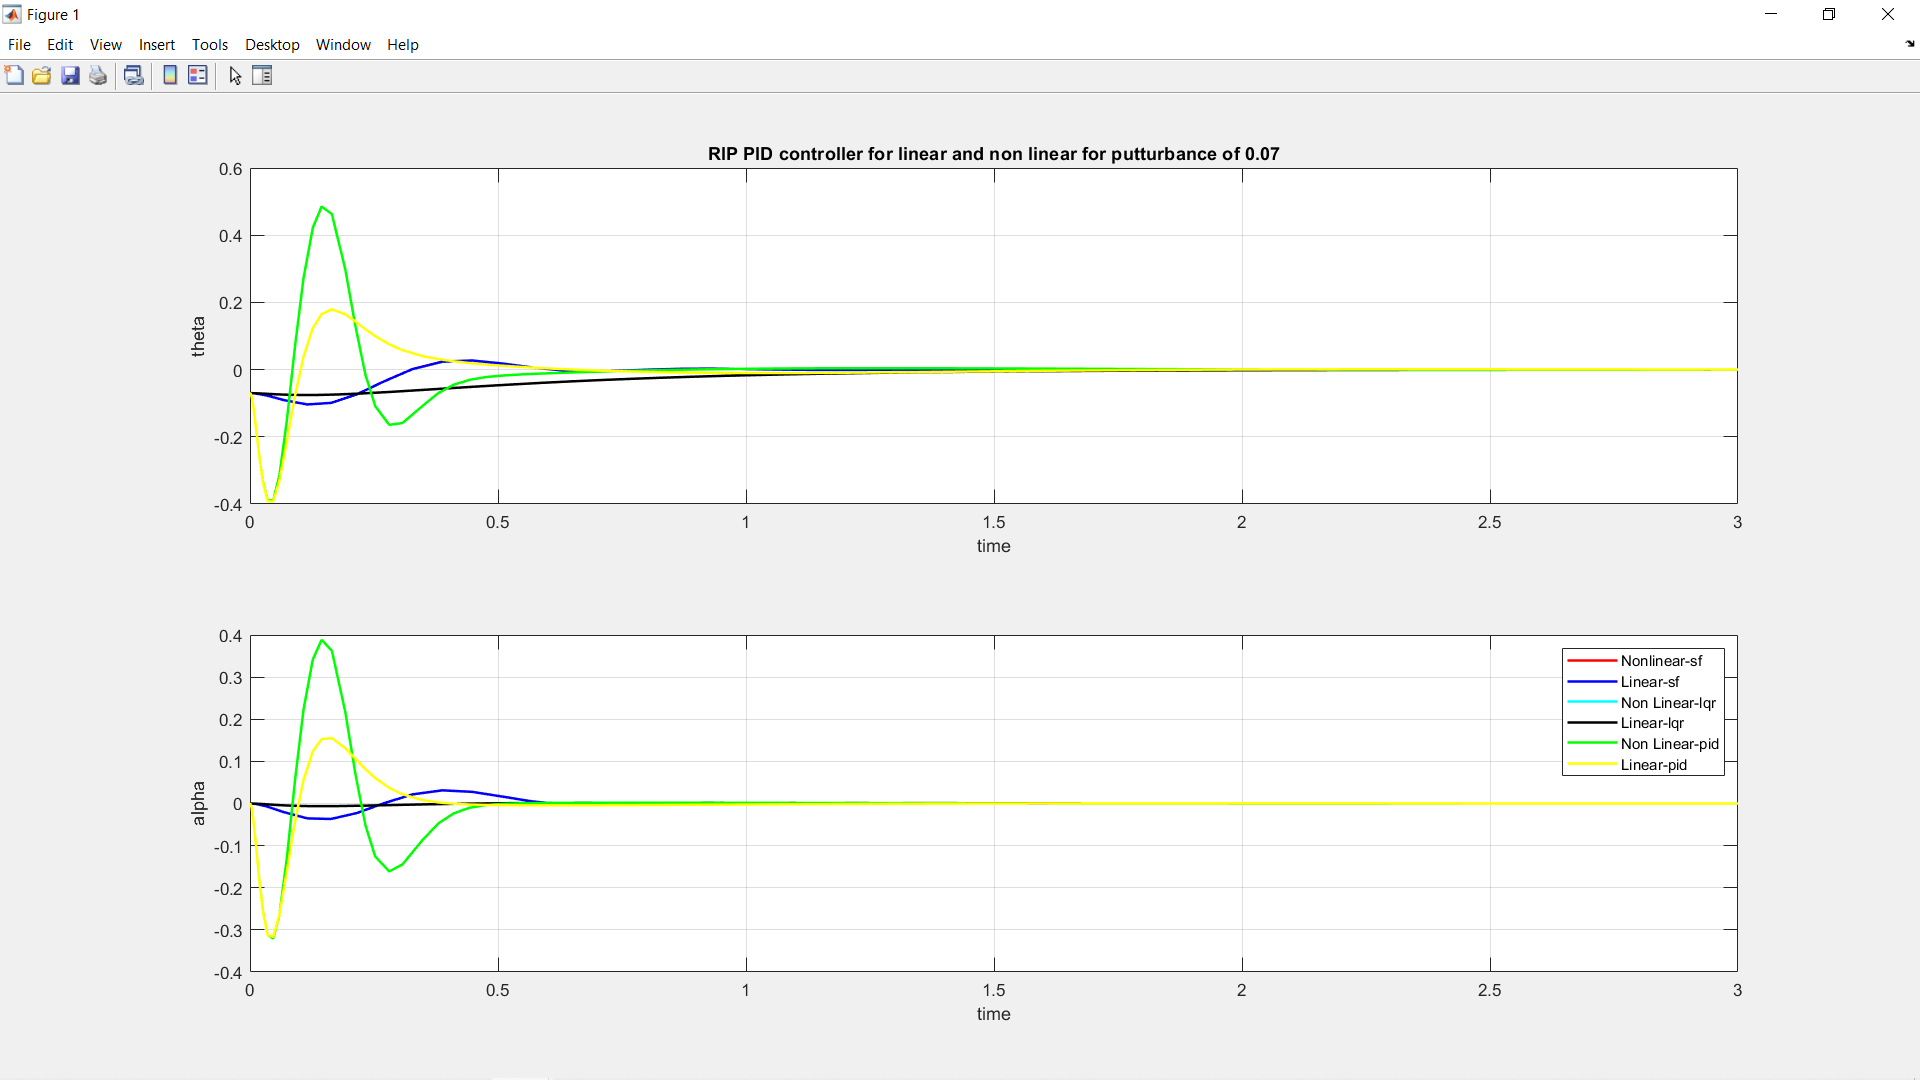 Figure 1
File Edit View Insert Tools Desktop Window Help
RIP PID controller for linear and non linear for putturbance of 0.07
0.6
0.4
0.2
0
-0.2
-0.4
theta
0 0.5 1 1.5 2 2.5 3
time
0.4
0.3
0.2
0.1
0
-0.1
-0.2
-0.3
-0.4
alpha
Nonlinear-sf
Linear-sf
Non Linear-lqr
Linear-lqr
Non Linear-pid
Linear-pid
0 0.5 1 1.5 2 2.5 3
time